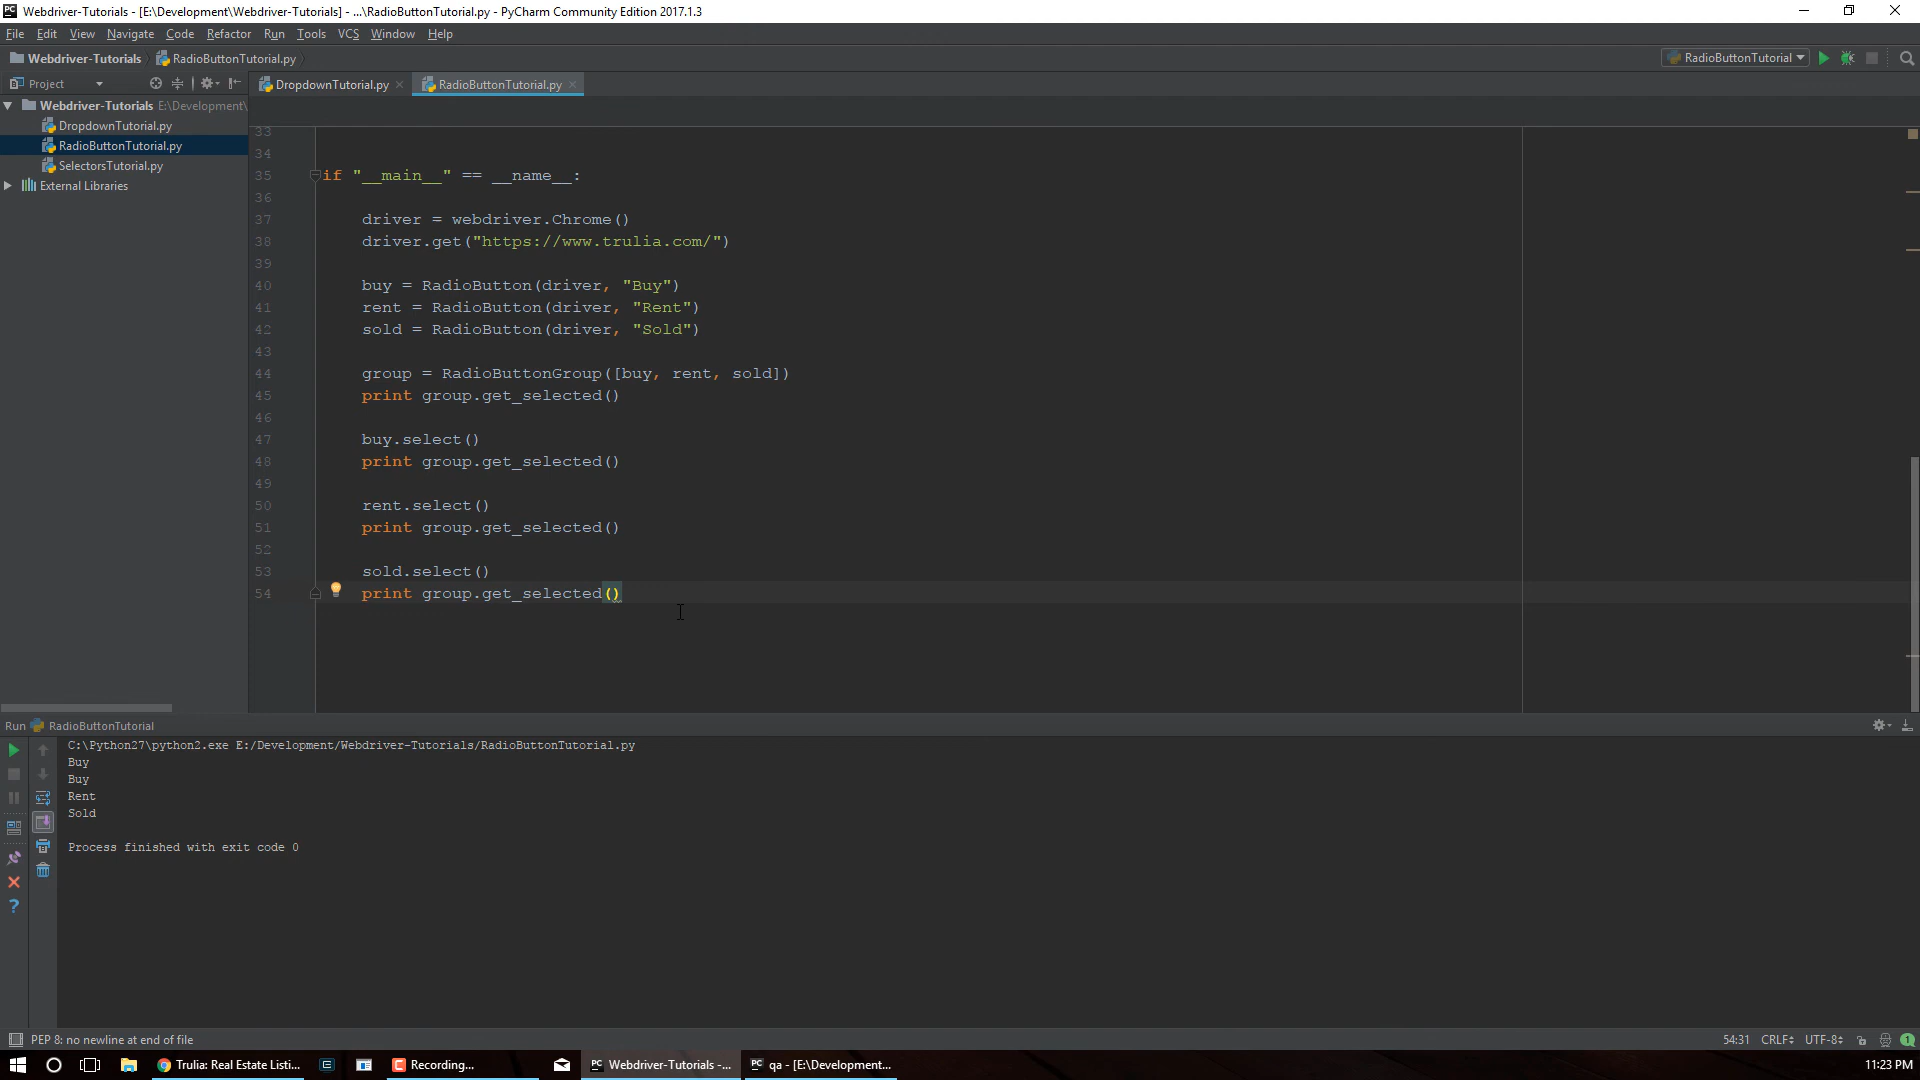 Webdriver-Tutorials - [E:\Development\Webdriver-Tutorials] - ...\RadioButtonTutorial.py - PyCharm Community Edition 2017.1.3
File Edit View Navigate Code Refactor Run Tools VCS Window Help
Webdriver-Tutorials RadioButtonTutorial.py
RadioButtonTutorial
Project
DropdownTutorial.py
RadioButtonTutorial.py
Webdriver-Tutorials E:\Development\
DropdownTutorial.py
RadioButtonTutorial.py
SelectorsTutorial.py
External Libraries
33
34
35 if "__main__" == __name__:
36
37 driver = webdriver.Chrome()
38 driver.get("https://www.trulia.com/")
39
40 buy = RadioButton(driver, "Buy")
41 rent = RadioButton(driver, "Rent")
42 sold = RadioButton(driver, "Sold")
43
44 group = RadioButtonGroup([buy, rent, sold])
45 print group.get_selected()
46
47 buy.select()
48 print group.get_selected()
49
50 rent.select()
51 print group.get_selected()
52
53 sold.select()
54 print group.get_selected()
Run RadioButtonTutorial
C:\Python27\python2.exe E:/Development/Webdriver-Tutorials/RadioButtonTutorial.py
Buy
Buy
Rent
Sold
Process finished with exit code 0
PEP 8: no newline at end of file
54:31 CRLF UTF-8 1
Trulia: Real Estate Listi... Recording... Webdriver-Tutorials -... qa - [E:\Development... 11:23 PM